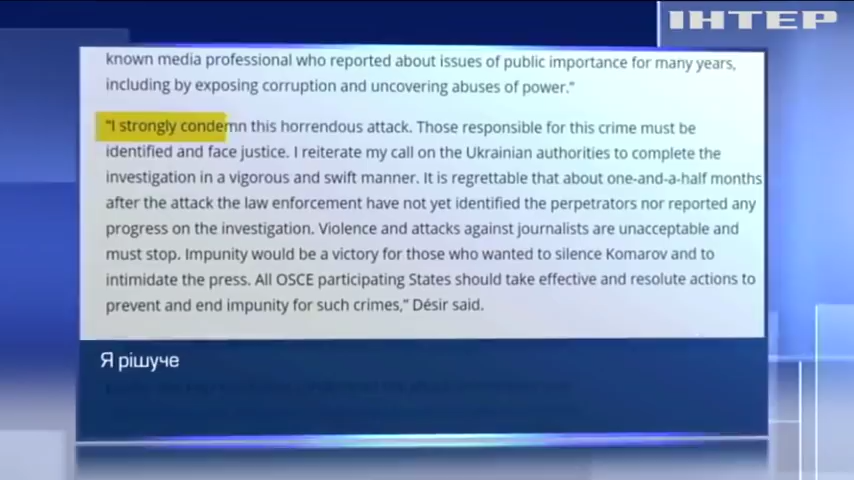 ІНТЕР
known media professional who reported about issues of public importance for many years,
including by exposing corruption and uncovering abuses of power.”
“I strongly condemn this horrendous attack. Those responsible for this crime must be
identified and face justice. I reiterate my call on the Ukrainian authorities to complete the
investigation in a vigorous and swift manner. It is regrettable that about one-and-a-half months
after the attack the law enforcement have not yet identified the perpetrators nor reported any
progress on the investigation. Violence and attacks against journalists are unacceptable and
must stop. Impunity would be a victory for those who wanted to silence Komarov and to
intimidate the press. All OSCE participating States should take effective and resolute actions to
prevent and end impunity for such crimes,” Désir said.
Я рішуче